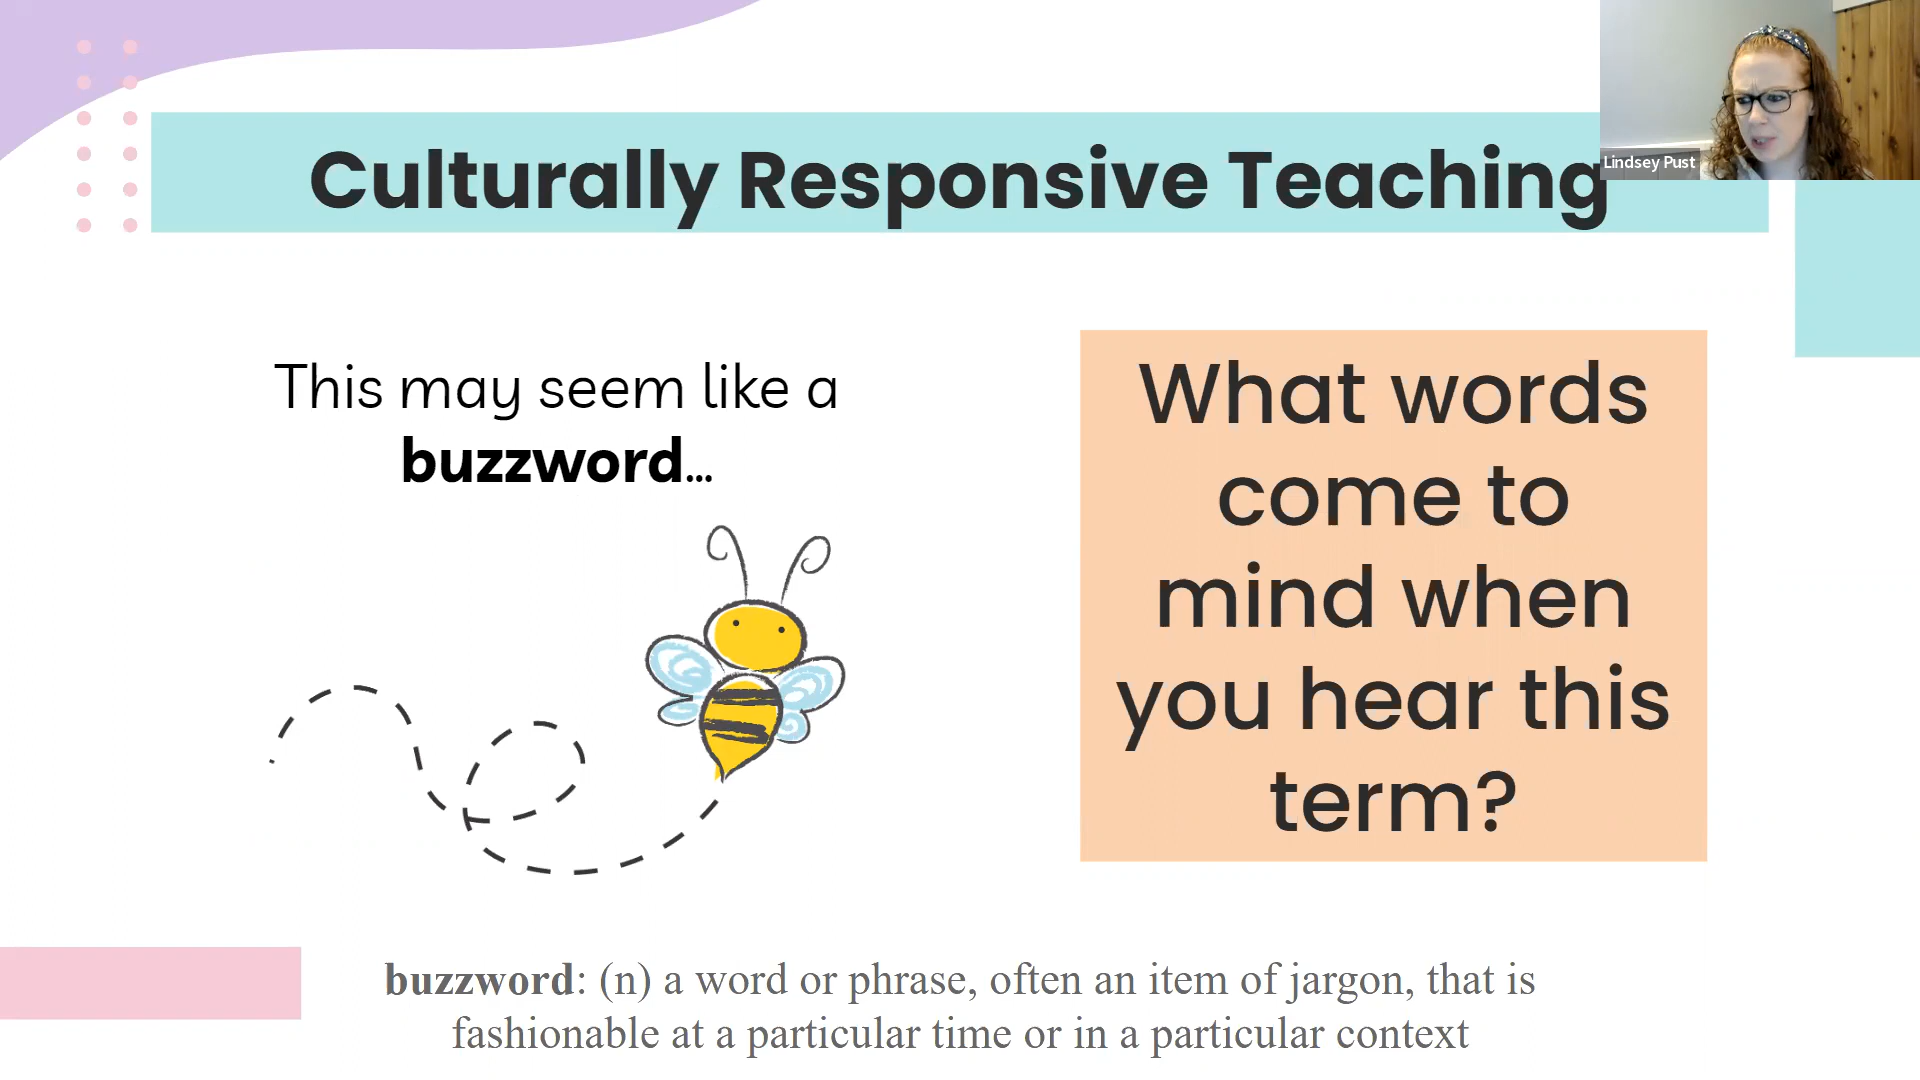 Culturally Responsive Teaching
Lindsey Pust
This may seem like a
buzzword...
What words
come to
mind when
you hear this
term?
buzzword: (n) a word or phrase, often an item of jargon, that is
fashionable at a particular time or in a particular context